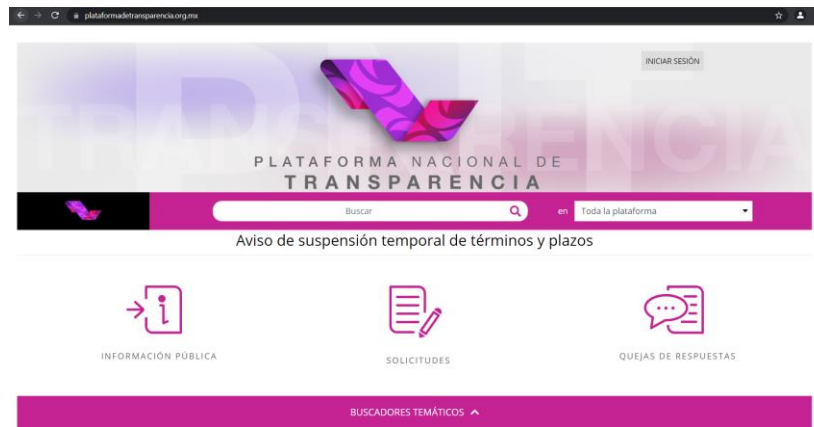 plataformadetransparencia.org.mx
INICIAR SESIÓN
PLATAFORMA NACIONAL DE
TRANSPARENCIA
Buscar en Toda la plataforma
Aviso de suspensión temporal de términos y plazos
INFORMACIÓN PÚBLICA
SOLICITUDES
QUEJAS DE RESPUESTAS
BUSCADORES TEMÁTICOS